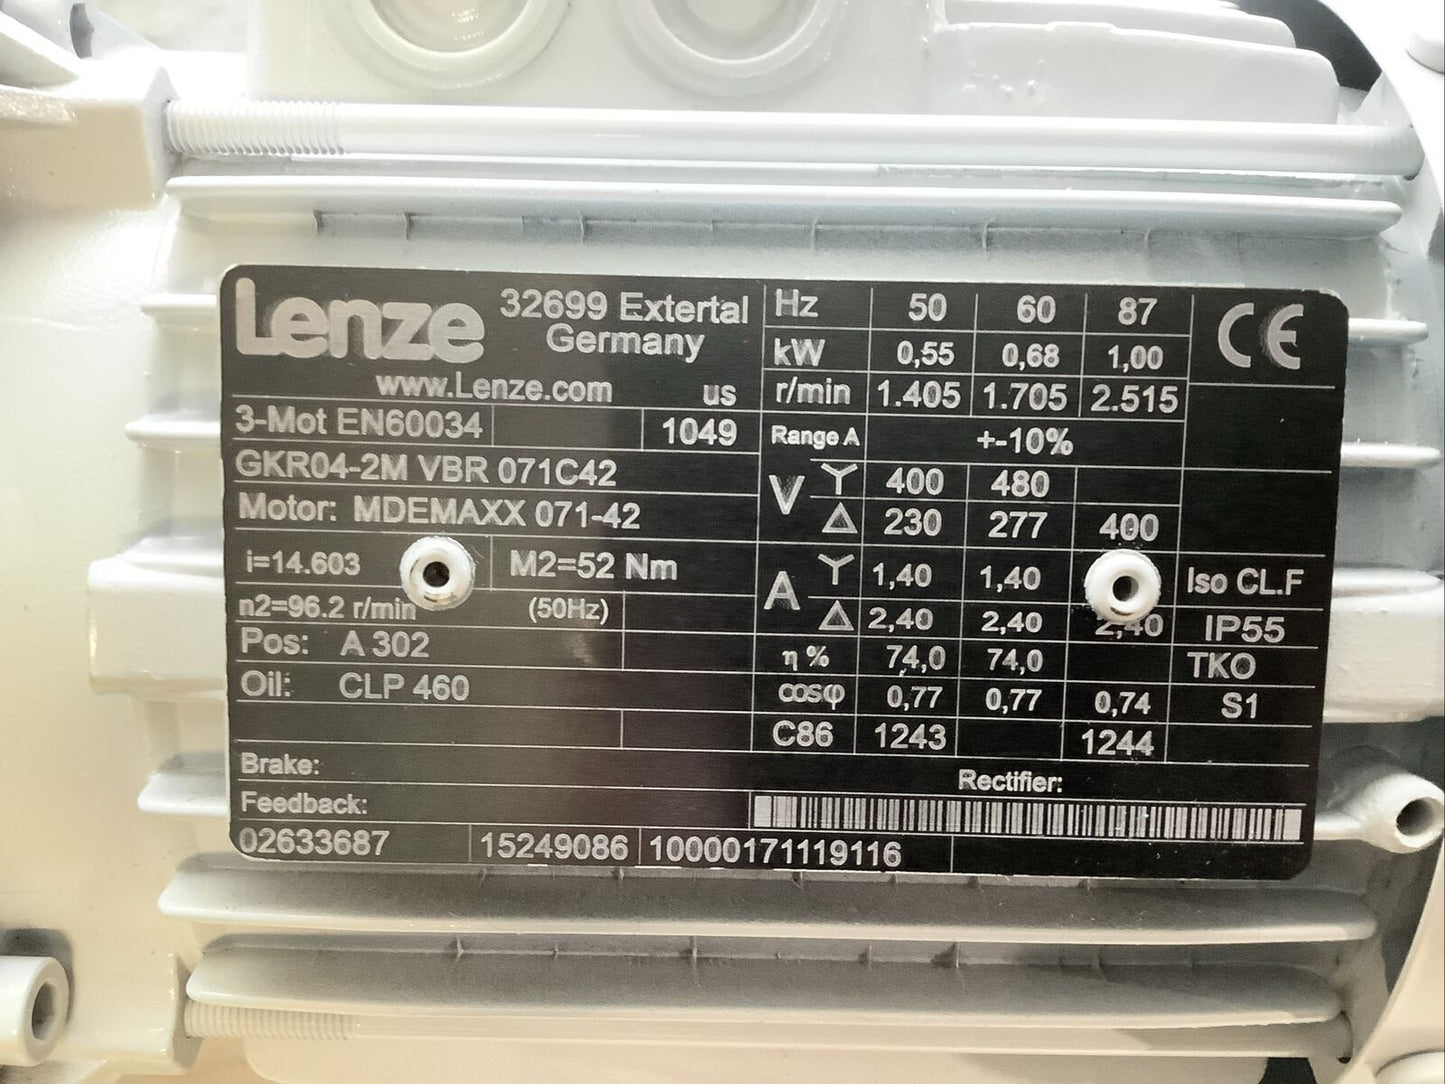 Lenze
32699 Extertal
Germany
www.Lenze.com us
3-Mot EN60034 1049
GKR04-2M VBR 071C42
Motor: MDEMAXX 071-42
i=14.603 M2=52 Nm
n2=96.2 r/min (50Hz)
Pos: A 302
Oil: CLP 460
Brake:
Feedback:
Hz 50 60 87
kW 0,55 0,68 1,00
r/min 1.405 1.705 2.515
Range A +-10%
V Y 400 480
Δ 230 277 400
A Y 1,40 1,40
Δ 2,40 2,40 2,40
η % 74,0 74,0
cosφ 0,77 0,77 0,74
C86 1243 1244
CE
Iso CL.F
IP55
TKO
S1
Rectifier:
02633687 15249086 10000171119116